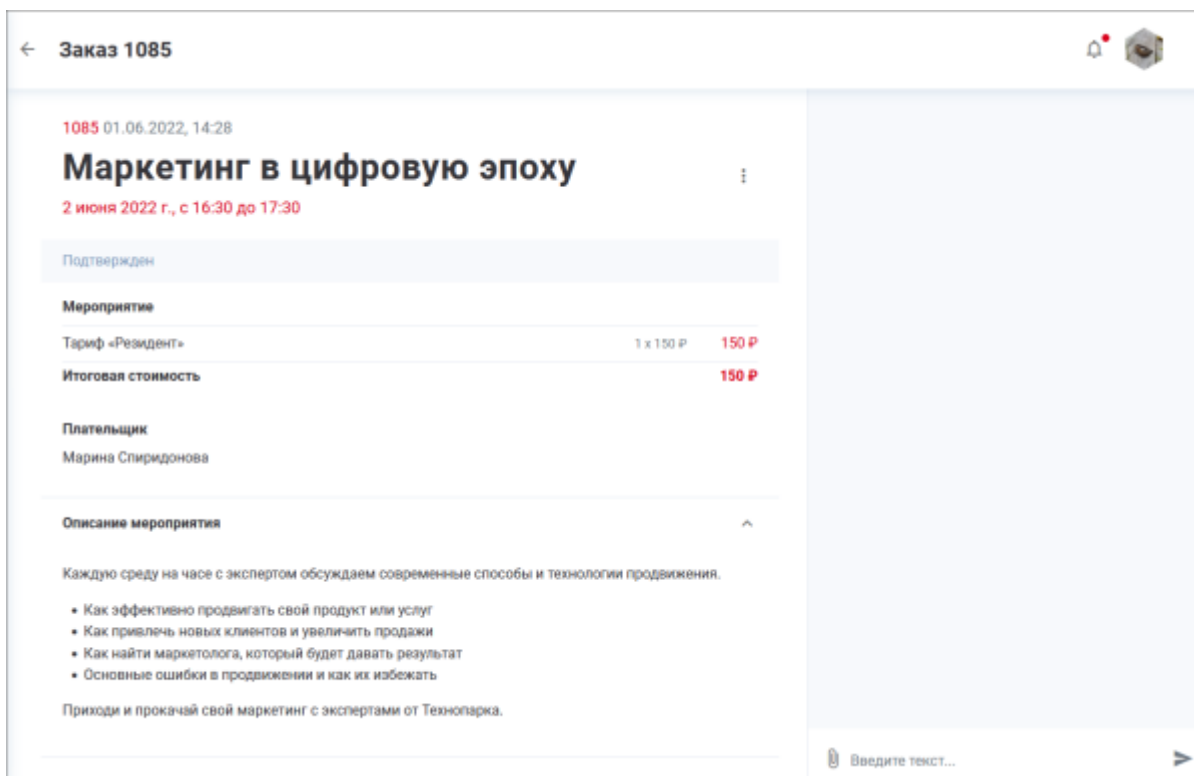 Заказ 1085
1085 01.06.2022, 14:28
Маркетинг в цифровую эпоху
2 июня 2022 г., с 16:30 до 17:30
Подтвержден
Мероприятие
Тариф «Резидент» 1 x 150 ₽ 150 ₽
Итоговая стоимость 150 ₽
Плательщик
Марина Спиридонова
Описание мероприятия
Каждую среду на часе с экспертом обсуждаем современные способы и технологии продвижения.
• Как эффективно продвигать свой продукт или услуг
• Как привлечь новых клиентов и увеличить продажи
• Как найти маркетолога, который будет давать результат
• Основные ошибки в продвижении и как их избежать
Приходи и прокачай свой маркетинг с экспертами от Технопарка.
Введите текст...